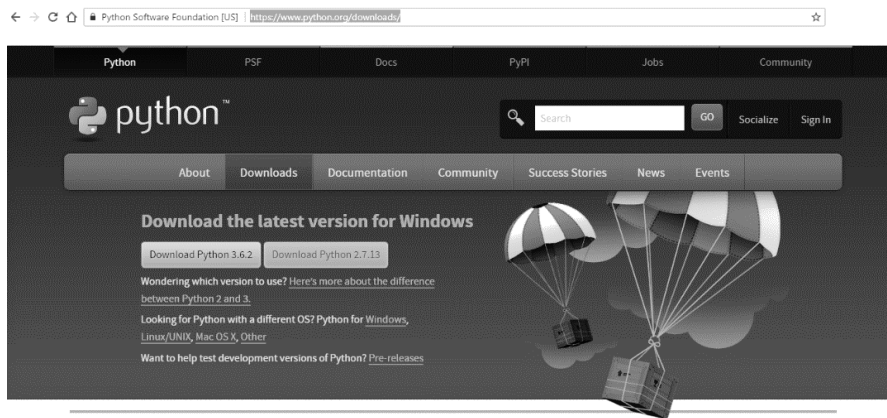 Python Software Foundation [US] https://www.python.org/downloads/
Python PSF Docs PyPI Jobs Community
python™
Search GO Socialize Sign In
About Downloads Documentation Community Success Stories News Events
Download the latest version for Windows
Download Python 3.6.2 Download Python 2.7.13
Wondering which version to use? Here's more about the difference
between Python 2 and 3.
Looking for Python with a different OS? Python for Windows,
Linux/UNIX, Mac OS X, Other
Want to help test development versions of Python? Pre-releases